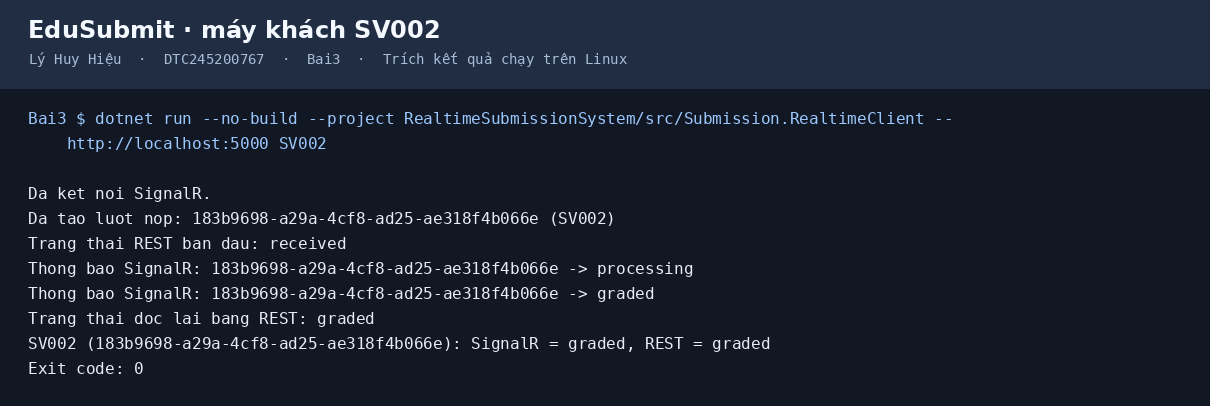 EduSubmit · máy khách SV002
Lý Huy Hiệu · DTC245200767 · Bai3 · Trích kết quả chạy trên Linux
Bai3 $ dotnet run --no-build --project RealtimeSubmissionSystem/src/Submission.RealtimeClient --
http://localhost:5000 SV002
Da ket noi SignalR.
Da tao luot nop: 183b9698-a29a-4cf8-ad25-ae318f4b066e (SV002)
Trang thai REST ban dau: received
Thong bao SignalR: 183b9698-a29a-4cf8-ad25-ae318f4b066e -> processing
Thong bao SignalR: 183b9698-a29a-4cf8-ad25-ae318f4b066e -> graded
Trang thai doc lai bang REST: graded
SV002 (183b9698-a29a-4cf8-ad25-ae318f4b066e): SignalR = graded, REST = graded
Exit code: 0